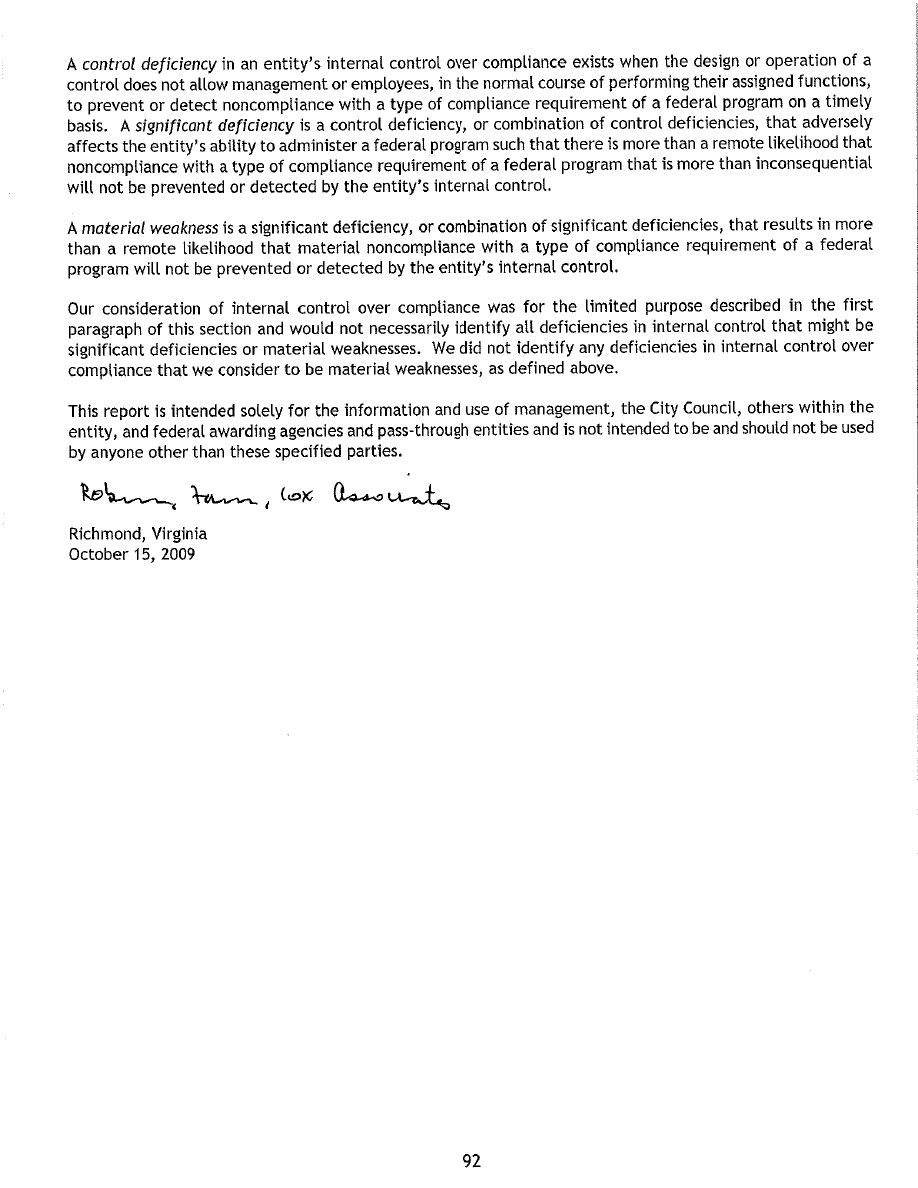 A control deficiency in an entity's internal control over compliance exists when the design or operation of a
control does not allow management or employees, in the normal course of performing their assigned functions,
to prevent or detect noncompliance with a type of compliance requirement of a federal program on a timely
basis. A significant deficiency is a control deficiency, or combination of control deficiencies, that adversely
affects the entity's ability to administer a federal program such that there is more than a remote likelihood that
noncompliance with a type of compliance requirement of a federal program that is more than inconsequential
will not be prevented or detected by the entity's internal control.
A material weakness is a significant deficiency, or combination of significant deficiencies, that results in more
than a remote likelihood that material noncompliance with a type of compliance requirement of a federal
program will not be prevented or detected by the entity's internal control.
Our consideration of internal control over compliance was for the limited purpose described in the first
paragraph of this section and would not necessarily identify all deficiencies in internal control that might be
significant deficiencies or material weaknesses. We did not identify any deficiencies in internal control over
compliance that we consider to be material weaknesses, as defined above.
This report is intended solely for the information and use of management, the City Council, others within the
entity, and federal awarding agencies and pass-through entities and is not intended to be and should not be used
by anyone other than these specified parties.
Cox Associates
Richmond, Virginia
October 15, 2009
92